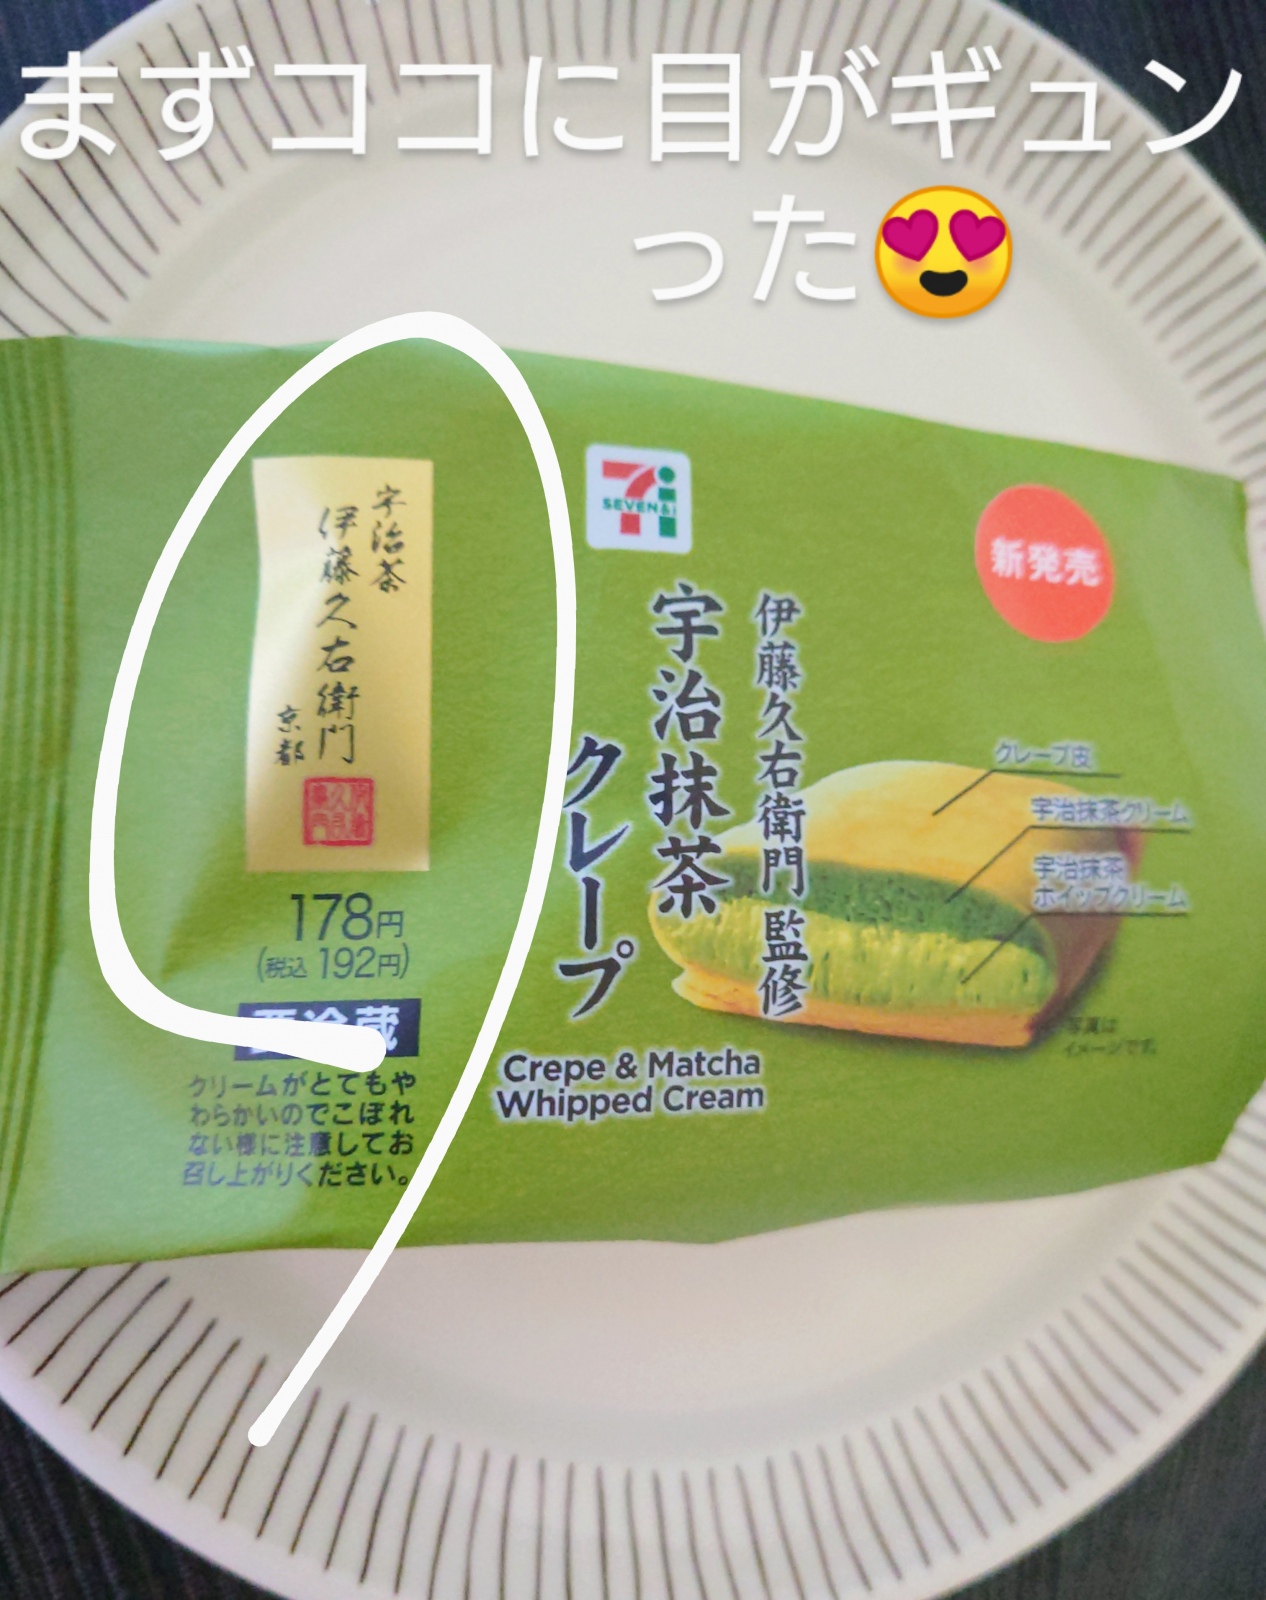 まずココに目がギュン
った😍
宇治茶
伊藤久右衛門
京都
178円
(税込 192円)
要冷蔵
クリームがとてもや
わらかいのでこぼれ
ない様に注意してお
召し上がりください。
7i
SEVEN&i
新発売
伊藤久右衛門 監修
宇治抹茶
クレープ
Crepe & Matcha
Whipped Cream
クレープ皮
宇治抹茶クリーム
宇治抹茶
ホイップクリーム
写真は
イメージです。